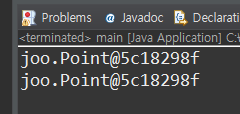 Problems @ Javadoc Declarati
<terminated> main [Java Application] C:\
joo.Point@5c18298f
joo.Point@5c18298f